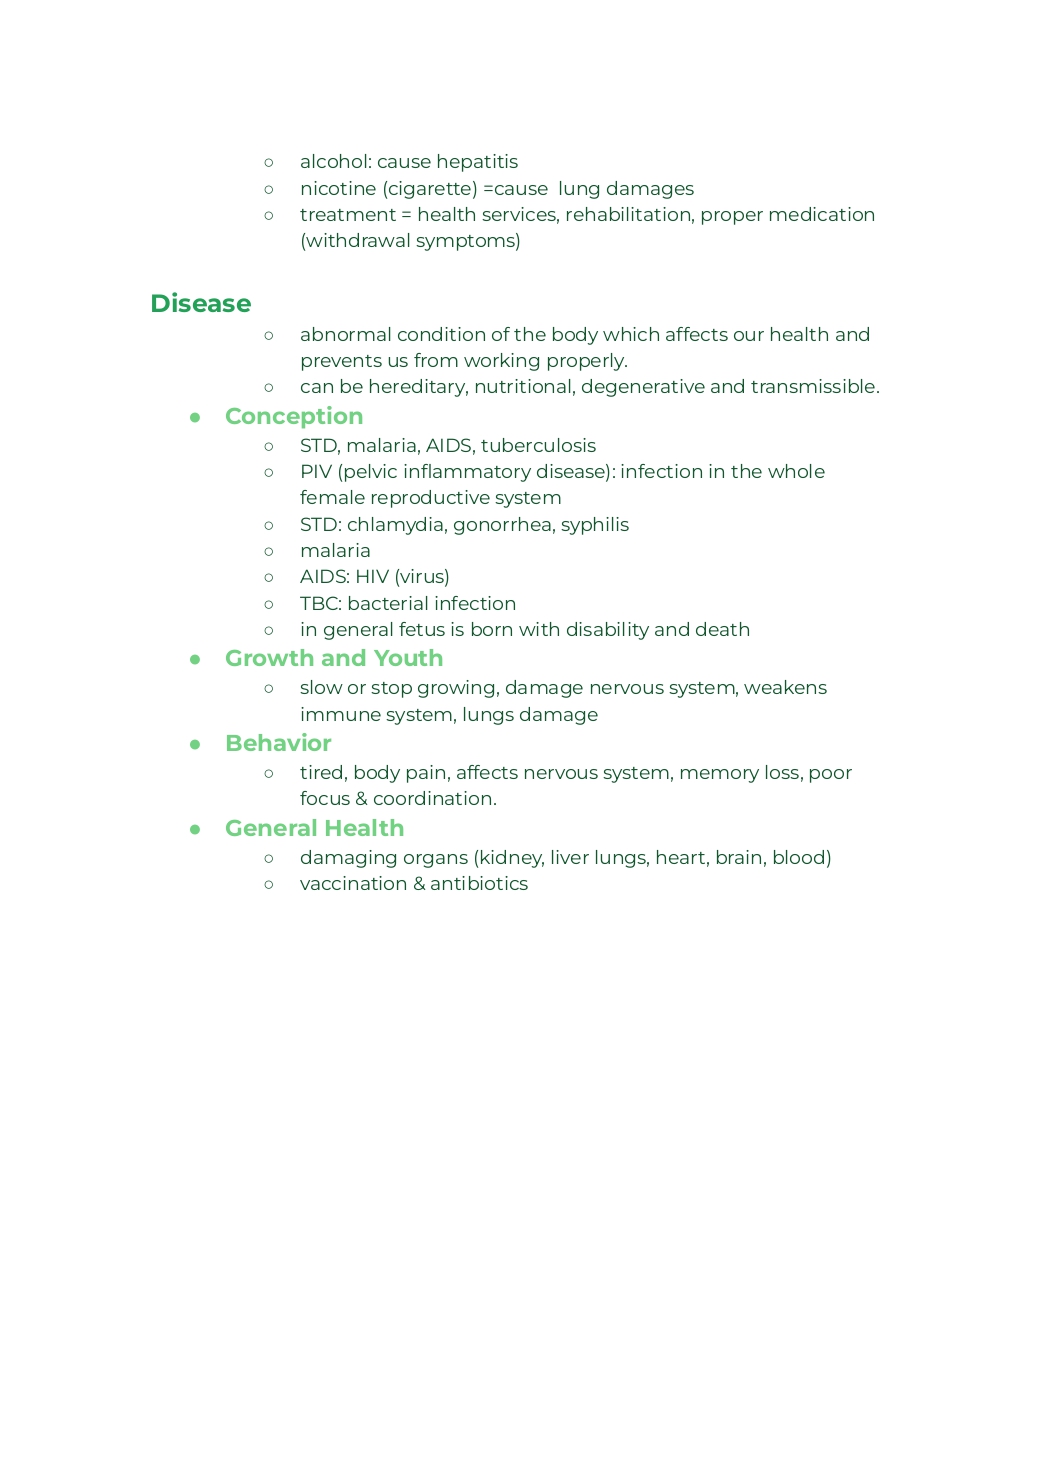 ○ alcohol: cause hepatitis
○ nicotine (cigarette) =cause  lung damages
○ treatment = health services, rehabilitation, proper medication
(withdrawal symptoms)
Disease
○ abnormal condition of the body which affects our health and
prevents us from working properly.
○ can be hereditary, nutritional, degenerative and transmissible.
● Conception
○ STD, malaria, AIDS, tuberculosis
○ PIV (pelvic inflammatory disease): infection in the whole
female reproductive system
○ STD: chlamydia, gonorrhea, syphilis
○ malaria
○ AIDS: HIV (virus)
○ TBC: bacterial infection
○ in general fetus is born with disability and death
● Growth and Youth
○ slow or stop growing, damage nervous system, weakens
immune system, lungs damage
● Behavior
○ tired, body pain, affects nervous system, memory loss, poor
focus & coordination.
● General Health
○ damaging organs (kidney, liver lungs, heart, brain, blood)
○ vaccination & antibiotics